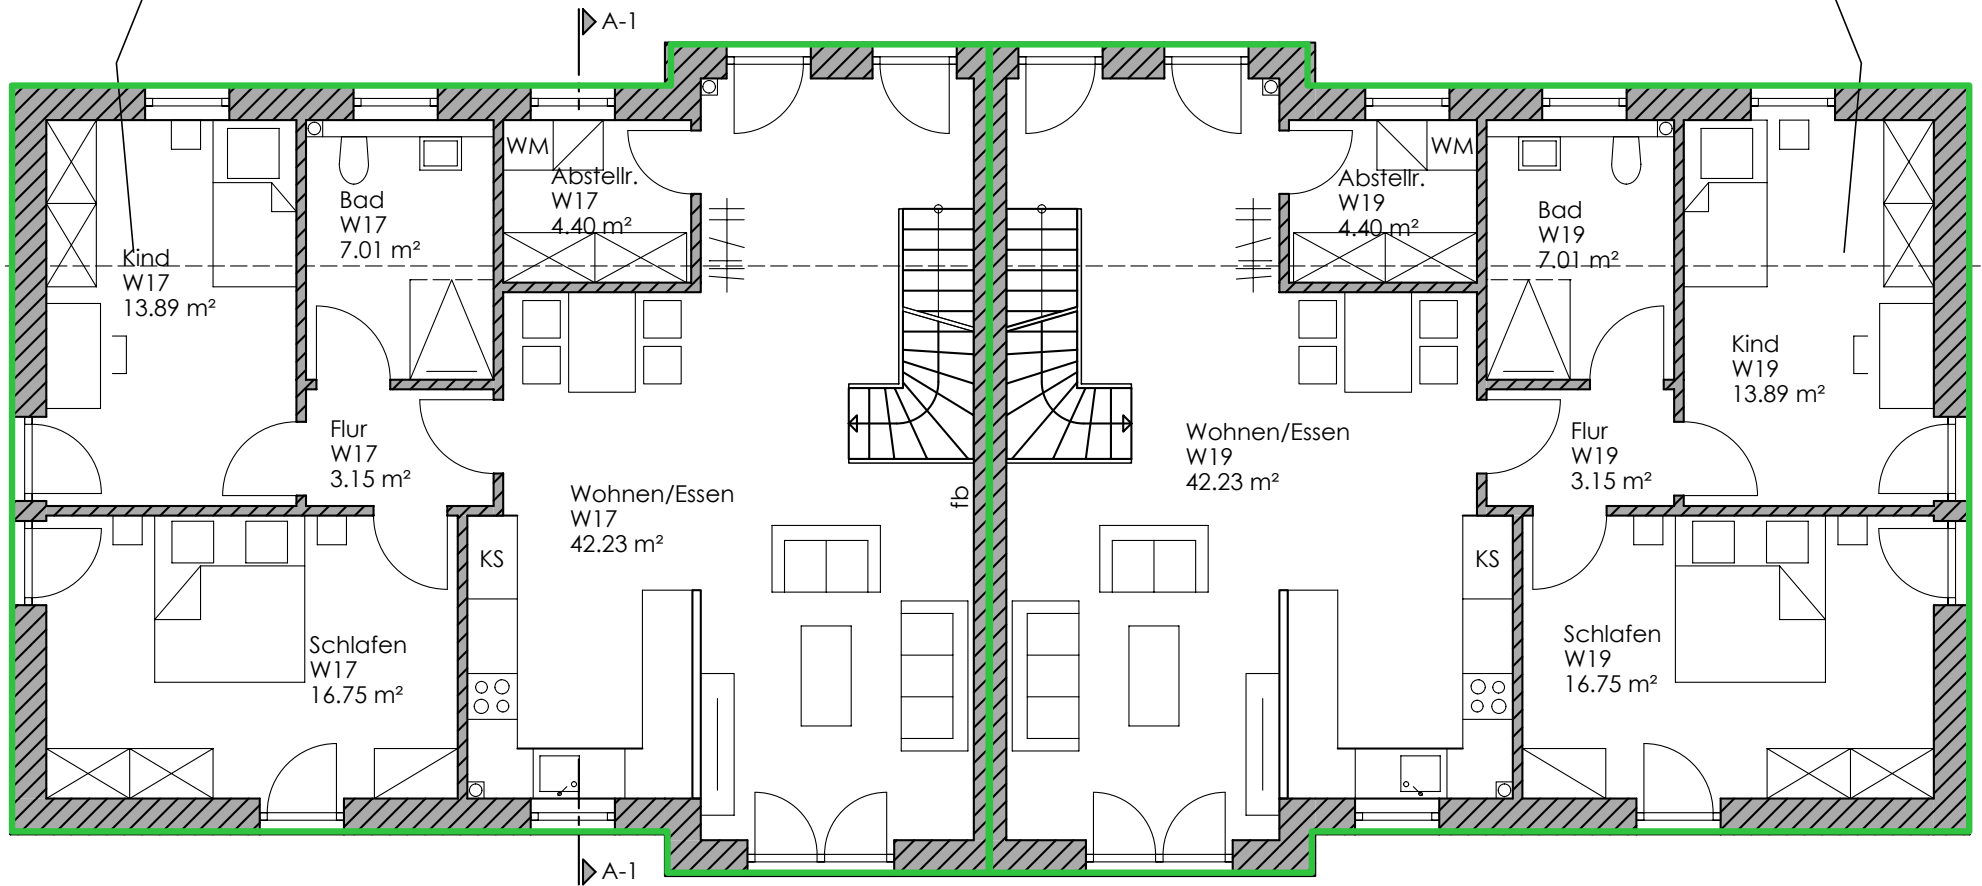 A-1
WM
Abstellr.
W17
4.40 m²
Bad
W17
7.01 m²
Kind
W17
13.89 m²
Flur
W17
3.15 m²
Wohnen/Essen
W17
42.23 m²
KS
Schlafen
W17
16.75 m²
fb
A-1
WM
Abstellr.
W19
4.40 m²
Bad
W19
7.01 m²
Kind
W19
13.89 m²
Wohnen/Essen
W19
42.23 m²
Flur
W19
3.15 m²
KS
Schlafen
W19
16.75 m²